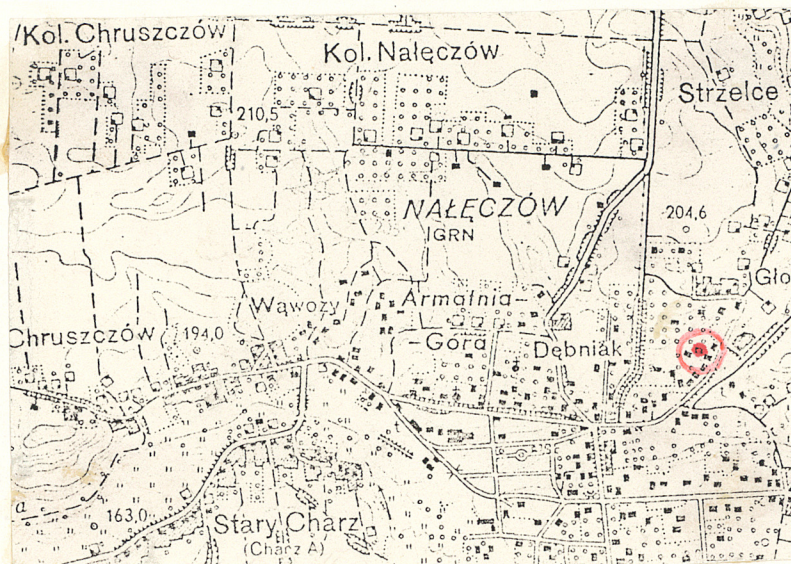 Kol. Chruszczów
Kol. Nałęczów
Strzelce
210,5
NAŁĘCZÓW
GRN
204,6
Wąwozy
Armatnia-
-Góra
Chruszczów
194,0
Dębniak
Gło
163,0
Stary Charz
(Charz A)
a